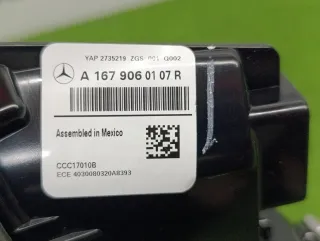 YAP 2735219 ZGS 001 Q002
A 167 906 01 07 R
Assembled in Mexico
CCC17010B
ECE 4030080320A8393